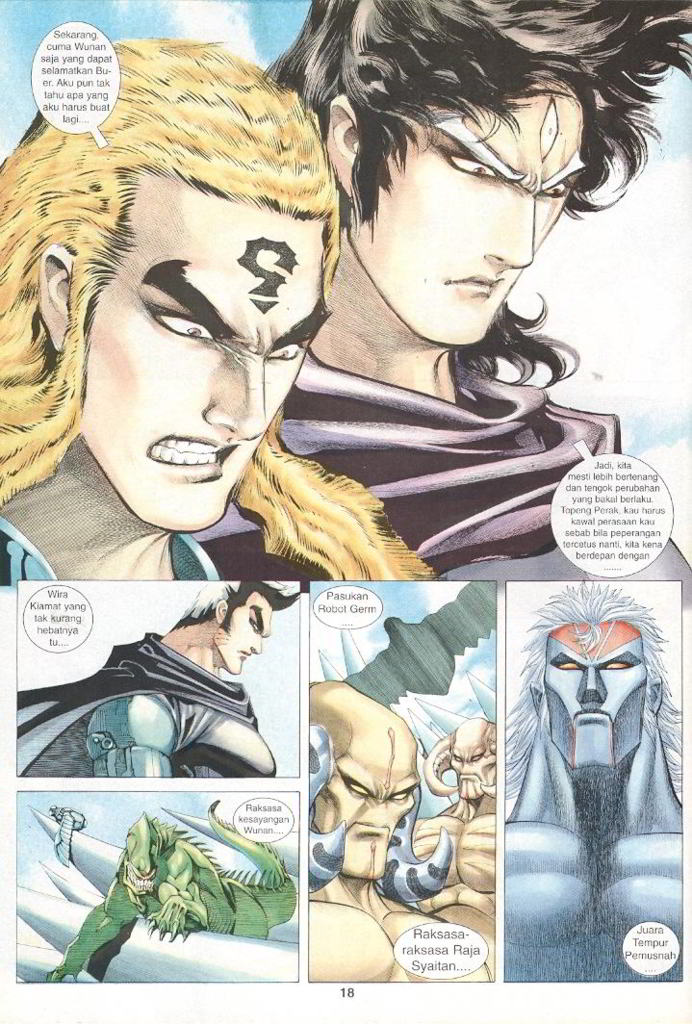 Sekarang,
cuma Wunan
saja yang dapat
selamatkan Bu-
er. Aku pun tak
tahu apa yang
aku harus buat
lagi....
Jadi, kita
mesti lebih bertenang
dan tengok perubahan
yang bakal berlaku.
Topeng Perak, kau harus
kawal perasaan kau
sebab bila peperangan
tercetus nanti, kita kena
berdepan dengan
.......
Wira
Kiamat yang
tak kurang
hebatnya
tu....
Pasukan
Robot Germ
....
Raksasa
kesayangan
Wunan....
Raksasa-
raksasa Raja
Syaitan....
Juara
Tempur
Pemusnah
....
18